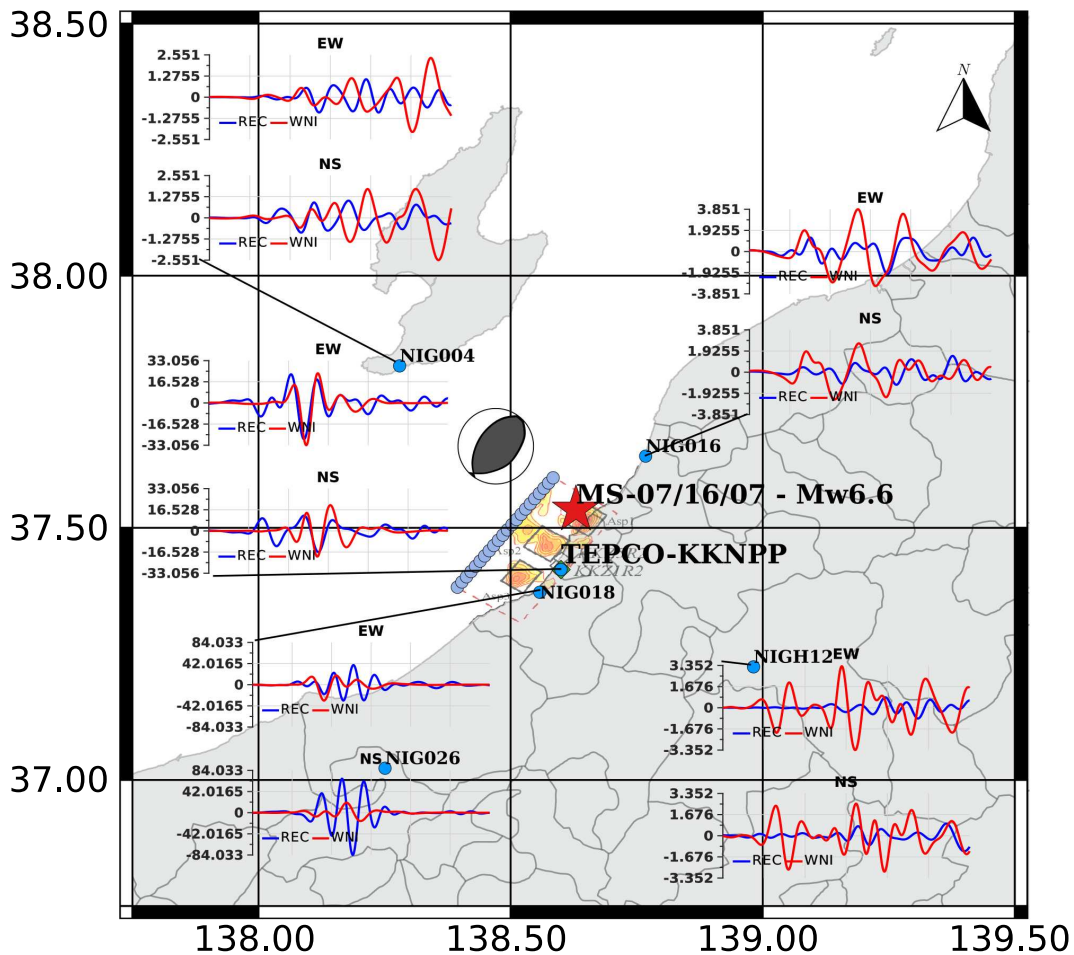 38.50
38.00
37.50
37.00
138.00
138.50
139.00
139.50
N
EW
2.551
1.2755
0
-1.2755
-2.551
REC
WNI
NS
2.551
1.2755
0
-1.2755
-2.551
REC
WNI
NIG004
EW
33.056
16.528
0
-16.528
-33.056
REC
WNI
NS
33.056
16.528
0
-16.528
-33.056
REC
WNI
EW
84.033
42.0165
0
-42.0165
-84.033
REC
WNI
NS
NIG026
84.033
42.0165
0
-42.0165
-84.033
REC
WNI
EW
3.851
1.9255
0
-1.9255
-3.851
REC
WNI
NS
3.851
1.9255
0
-1.9255
-3.851
REC
WNI
NIG016
MS-07/16/07 - Mw6.6
Asp1
TEPCO-KKNPP
NIG018
NIGH12
EW
3.352
1.676
0
-1.676
-3.352
REC
WNI
NS
3.352
1.676
0
-1.676
-3.352
REC
WNI